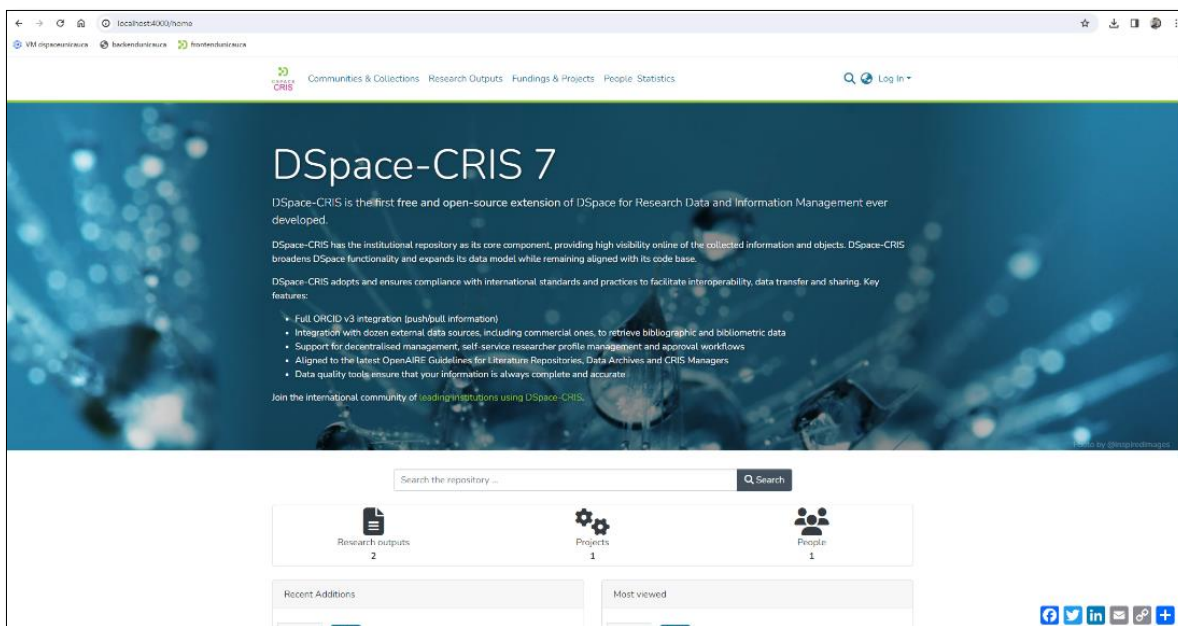 localhost:4000/home
VM dspaceunicauca backendunicauca frontendunicauca
DSPACE
CRIS
Communities & Collections Research Outputs Fundings & Projects People Statistics
Log In
DSpace-CRIS 7
DSpace-CRIS is the first free and open-source extension of DSpace for Research Data and Information Management ever
developed.
DSpace-CRIS has the institutional repository as its core component, providing high visibility online of the collected information and objects. DSpace-CRIS
broadens DSpace functionality and expands its data model while remaining aligned with its code base.
DSpace-CRIS adopts and ensures compliance with international standards and practices to facilitate interoperability, data transfer and sharing. Key
features:
• Full ORCID v3 integration (push/pull information)
• Integration with dozen external data sources, including commercial ones, to retrieve bibliographic and bibliometric data
• Support for decentralised management, self-service researcher profile management and approval workflows
• Aligned to the latest OpenAIRE Guidelines for Literature Repositories, Data Archives and CRIS Managers
• Data quality tools ensure that your information is always complete and accurate
Join the international community of leading institutions using DSpace-CRIS.
Photo by @inspiredimages
Search the repository ...
Search
Research outputs
2
Projects
1
People
1
Recent Additions
Most viewed